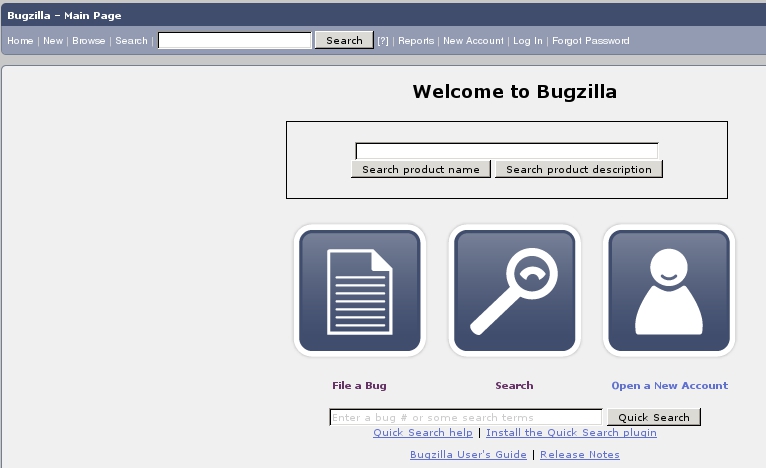 Bugzilla – Main Page
Home | New | Browse | Search | Search [?] | Reports | New Account | Log In | Forgot Password
Welcome to Bugzilla
Search product name Search product description
File a Bug Search Open a New Account
Enter a bug # or some search terms Quick Search
Quick Search help | Install the Quick Search plugin
Bugzilla User's Guide | Release Notes